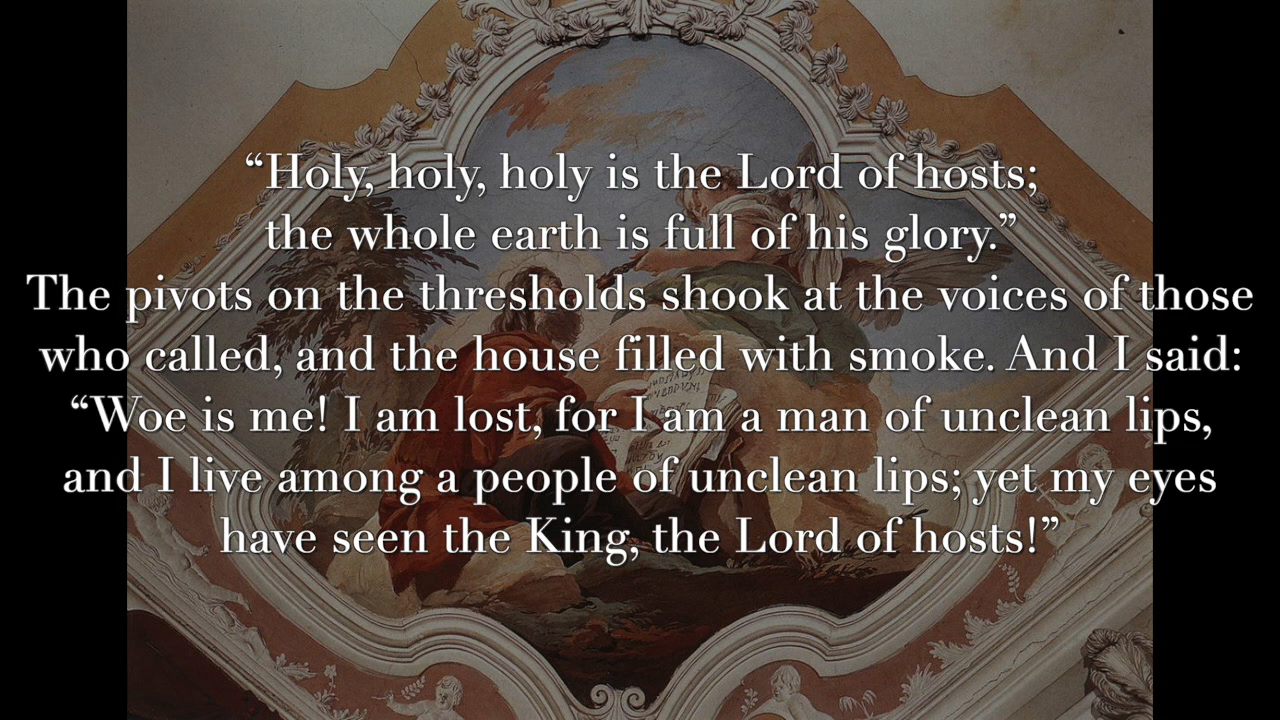 “Holy, holy, holy is the Lord of hosts;
the whole earth is full of his glory.”
The pivots on the thresholds shook at the voices of those
who called, and the house filled with smoke. And I said:
“Woe is me! I am lost, for I am a man of unclean lips,
and I live among a people of unclean lips; yet my eyes
have seen the King, the Lord of hosts!”